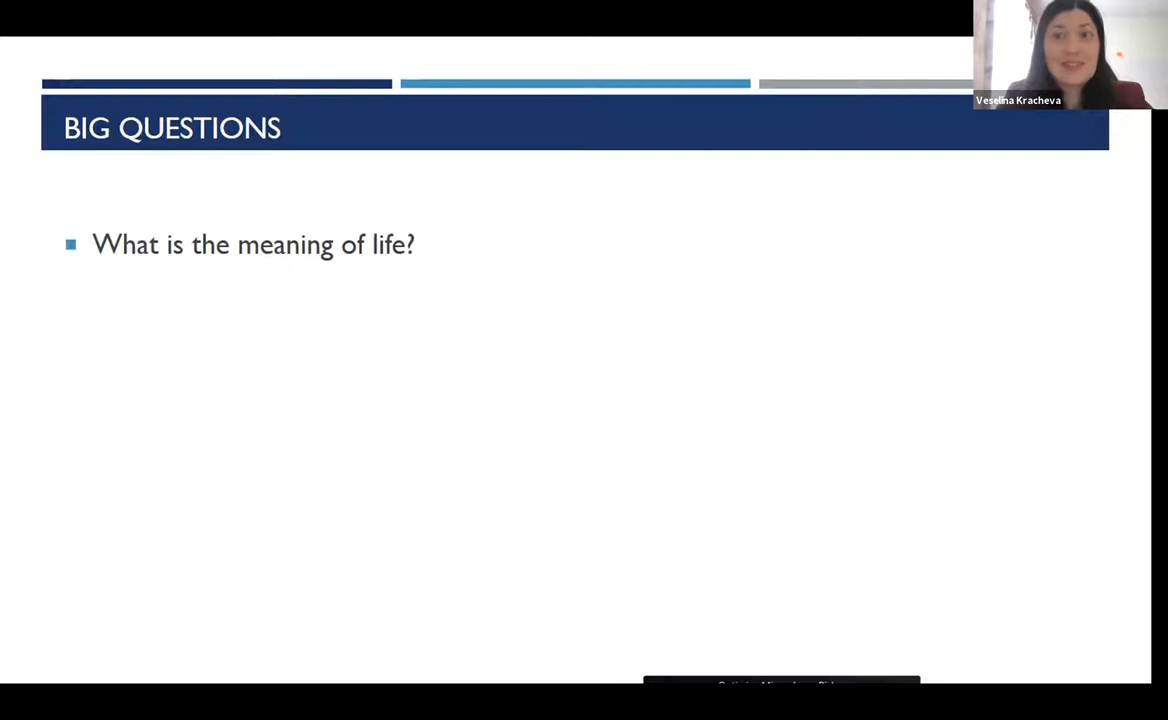 Veselina Kracheva
BIG QUESTIONS
What is the meaning of life?